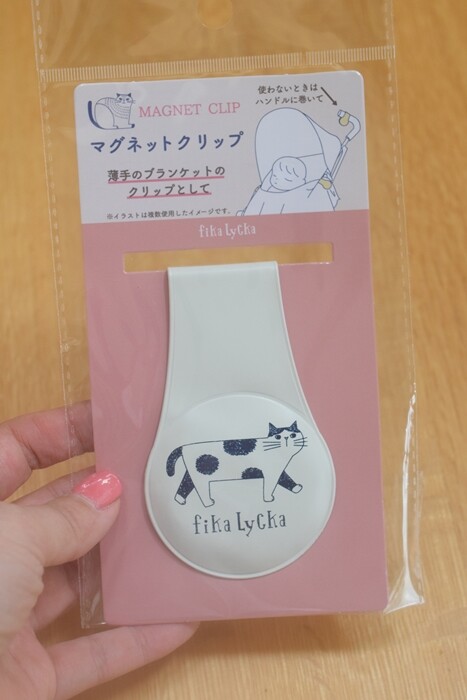 MAGNET CLIP
マグネットクリップ
薄手のブランケットの
クリップとして
※イラストは複数使用したイメージです。
使わないときは
ハンドルに巻いて
fika Lycka
fika Lycka